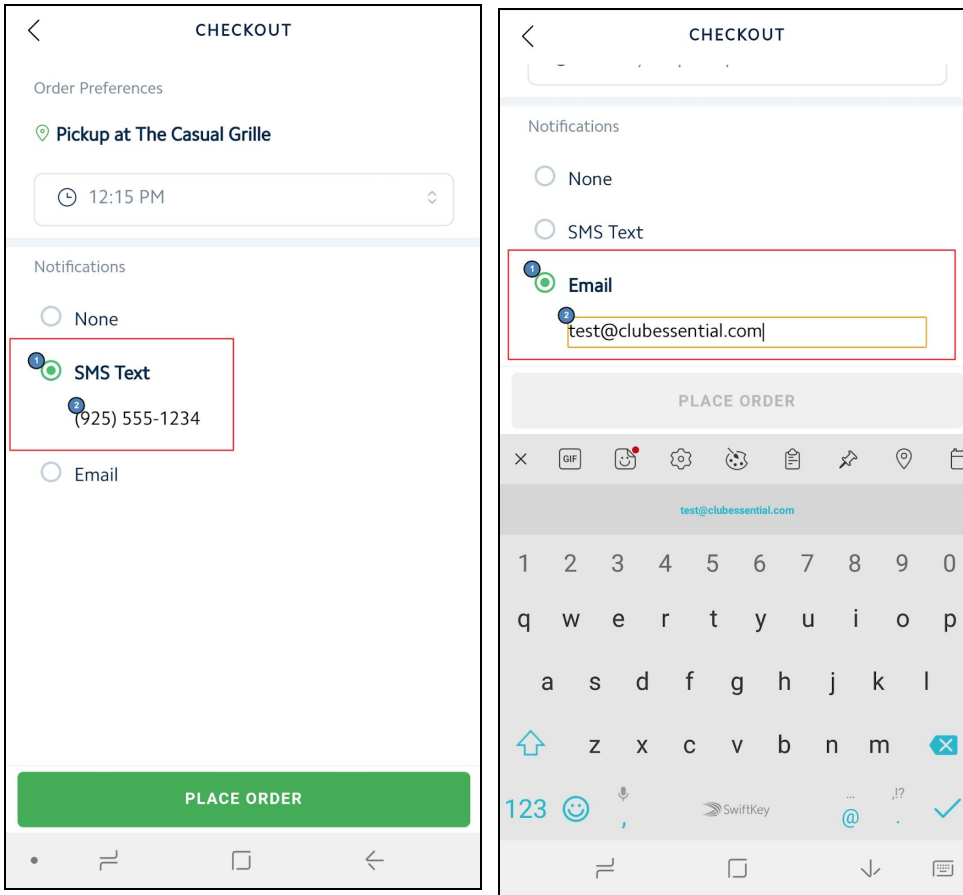 CHECKOUT
Order Preferences
Pickup at The Casual Grille
12:15 PM
Notifications
None
1
SMS Text
2
(925) 555-1234
Email
PLACE ORDER
CHECKOUT
Notifications
None
SMS Text
1
Email
2
test@clubessential.com
PLACE ORDER
GIF
test@clubessential.com
1 2 3 4 5 6 7 8 9 0
q w e r t y u i o p
a s d f g h j k l
z x c v b n m
... ,!?
123 , SwiftKey @ .